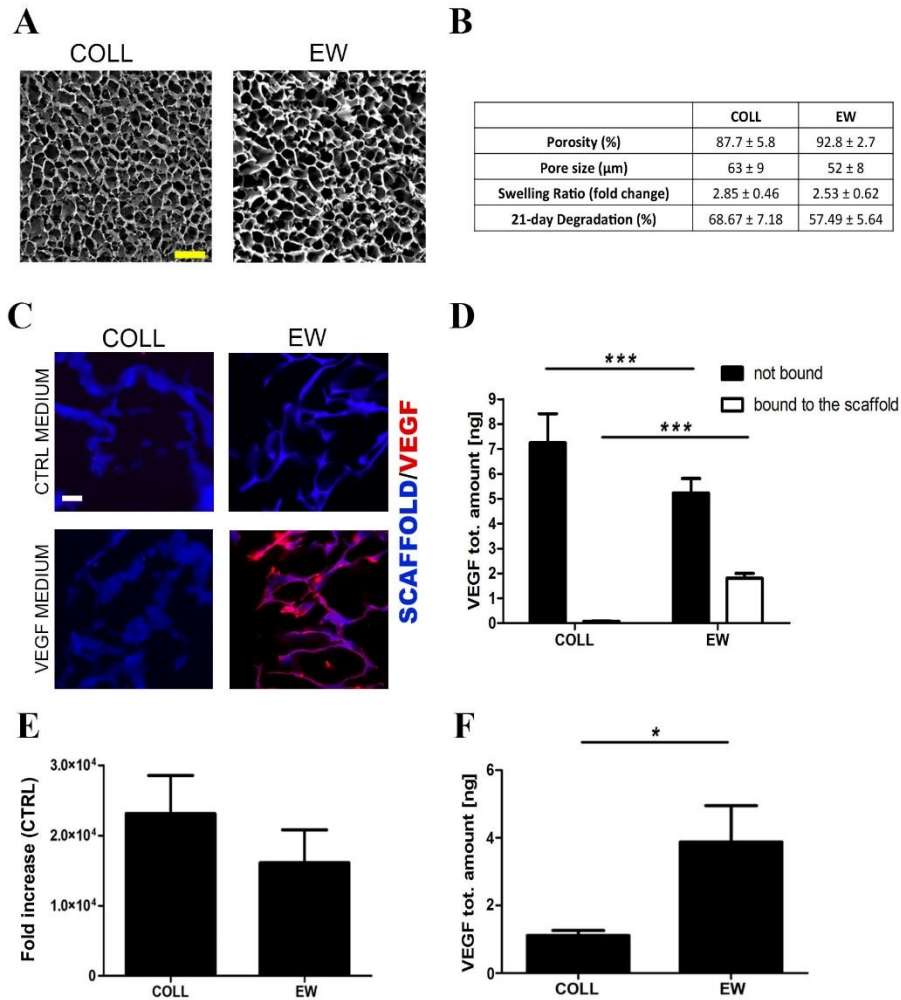 A
COLL
EW
B
COLL EW
Porosity (%) 87.7 ± 5.8 92.8 ± 2.7
Pore size (μm) 63 ± 9 52 ± 8
Swelling Ratio (fold change) 2.85 ± 0.46 2.53 ± 0.62
21-day Degradation (%) 68.67 ± 7.18 57.49 ± 5.64
C
COLL
EW
CTRL MEDIUM
VEGF MEDIUM
SCAFFOLD/VEGF
D
***
***
not bound
bound to the scaffold
VEGF tot. amount [ng]
9
8
7
6
5
4
3
2
1
0
COLL
EW
E
Fold increase (CTRL)
3.0×10⁴
2.0×10⁴
1.0×10⁴
0
COLL
EW
F
*
VEGF tot. amount [ng]
6
4
2
0
COLL
EW